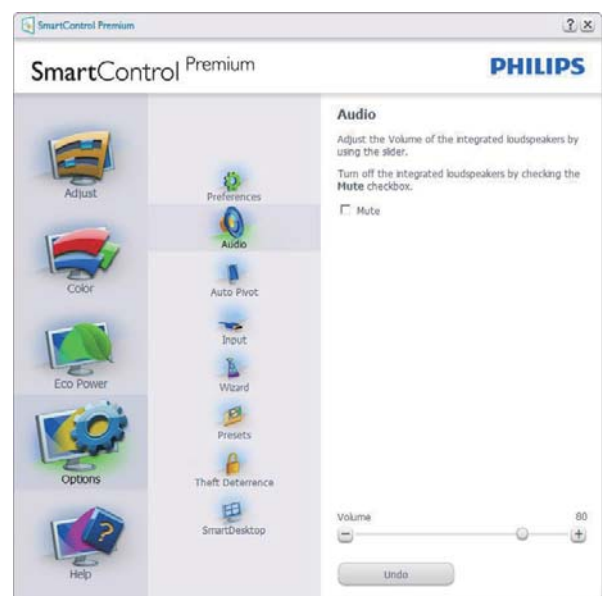 SmartControl Premium
? x
SmartControl Premium
PHILIPS
Adjust
Color
Eco Power
Options
Help
Preferences
Audio
Auto Pivot
Input
Wizard
Presets
Theft Deterrence
SmartDesktop
Audio
Adjust the Volume of the integrated loudspeakers by
using the slider.
Turn off the integrated loudspeakers by checking the
Mute checkbox.
Mute
Volume 80
Undo